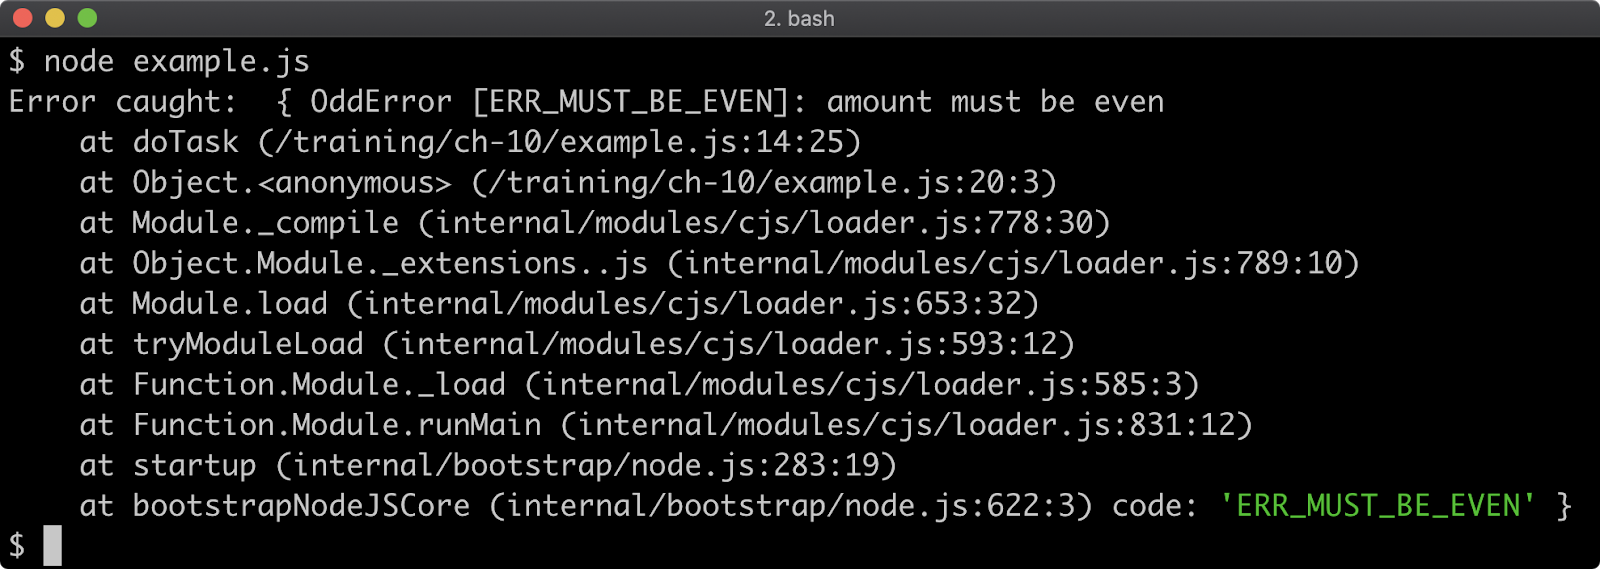 2. bash
$ node example.js
Error caught:  { OddError [ERR_MUST_BE_EVEN]: amount must be even
    at doTask (/training/ch-10/example.js:14:25)
    at Object.<anonymous> (/training/ch-10/example.js:20:3)
    at Module._compile (internal/modules/cjs/loader.js:778:30)
    at Object.Module._extensions..js (internal/modules/cjs/loader.js:789:10)
    at Module.load (internal/modules/cjs/loader.js:653:32)
    at tryModuleLoad (internal/modules/cjs/loader.js:593:12)
    at Function.Module._load (internal/modules/cjs/loader.js:585:3)
    at Function.Module.runMain (internal/modules/cjs/loader.js:831:12)
    at startup (internal/bootstrap/node.js:283:19)
    at bootstrapNodeJSCore (internal/bootstrap/node.js:622:3) code: 'ERR_MUST_BE_EVEN' }
$